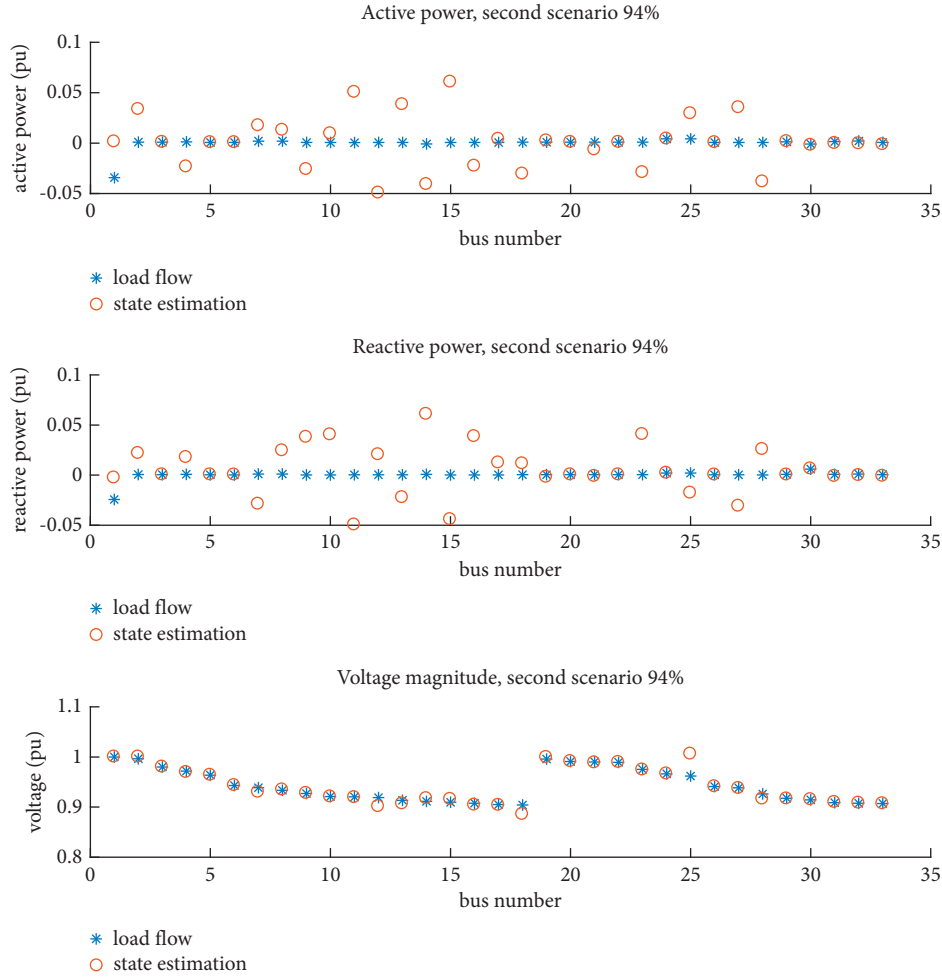 Active power, second scenario 94%
active power (pu)
0.1
0.05
0
-0.05
0 5 10 15 20 25 30 35
bus number
load flow
state estimation
Reactive power, second scenario 94%
reactive power (pu)
0.1
0.05
0
-0.05
0 5 10 15 20 25 30 35
bus number
load flow
state estimation
Voltage magnitude, second scenario 94%
voltage (pu)
1.1
1
0.9
0.8
0 5 10 15 20 25 30 35
bus number
load flow
state estimation